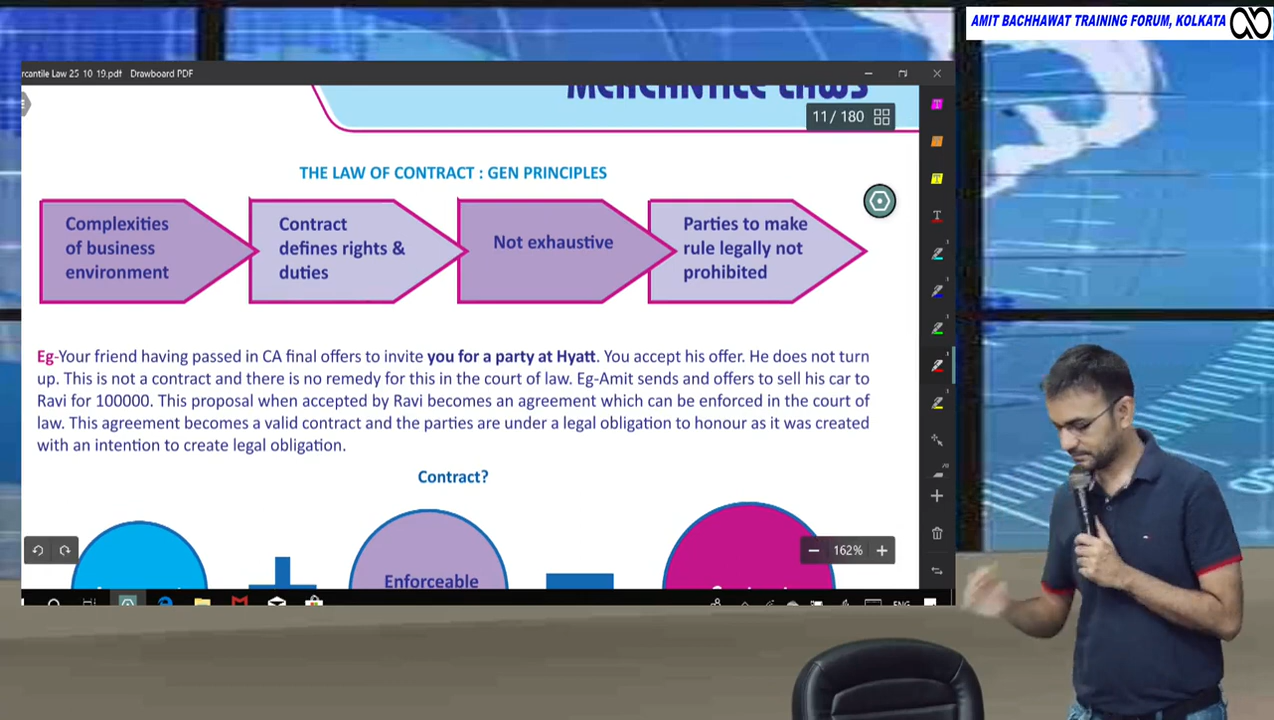 AMIT BACHHAWAT TRAINING FORUM, KOLKATA
rcantile Law 25 10 19.pdf Drawboard PDF
MERCANTILE LAWS
11 / 180
THE LAW OF CONTRACT : GEN PRINCIPLES
Complexities
of business
environment
Contract
defines rights &
duties
Not exhaustive
Parties to make
rule legally not
prohibited
Eg-Your friend having passed in CA final offers to invite you for a party at Hyatt. You accept his offer. He does not turn
up. This is not a contract and there is no remedy for this in the court of law. Eg-Amit sends and offers to sell his car to
Ravi for 100000. This proposal when accepted by Ravi becomes an agreement which can be enforced in the court of
law. This agreement becomes a valid contract and the parties are under a legal obligation to honour as it was created
with an intention to create legal obligation.
Contract?
Enforceable
162%
ENG